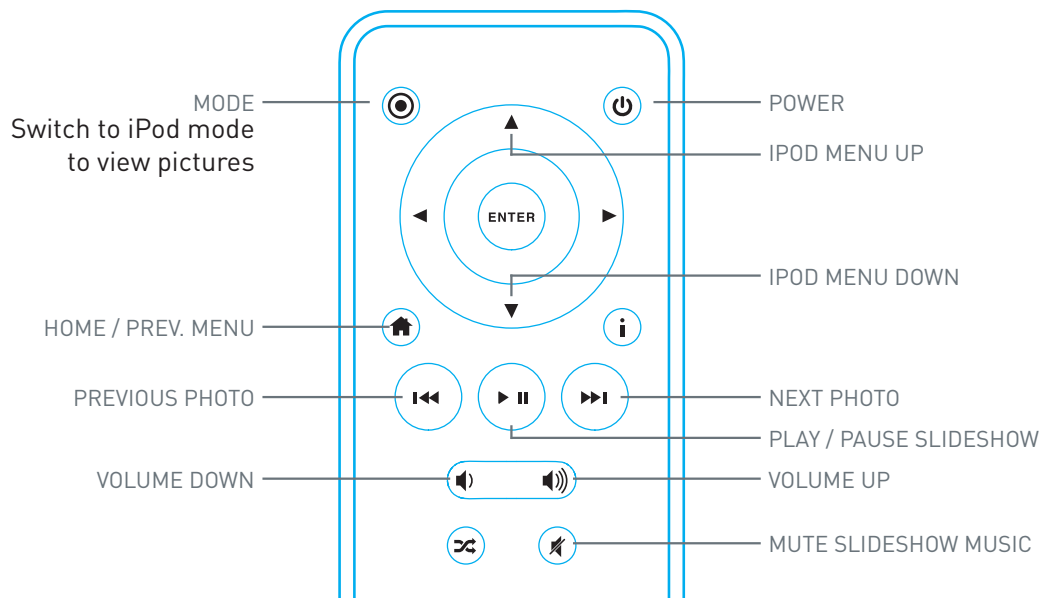 MODE
Switch to iPod mode
to view pictures
POWER
IPOD MENU UP
ENTER
IPOD MENU DOWN
HOME / PREV. MENU
i
PREVIOUS PHOTO
NEXT PHOTO
PLAY / PAUSE SLIDESHOW
VOLUME DOWN
VOLUME UP
MUTE SLIDESHOW MUSIC